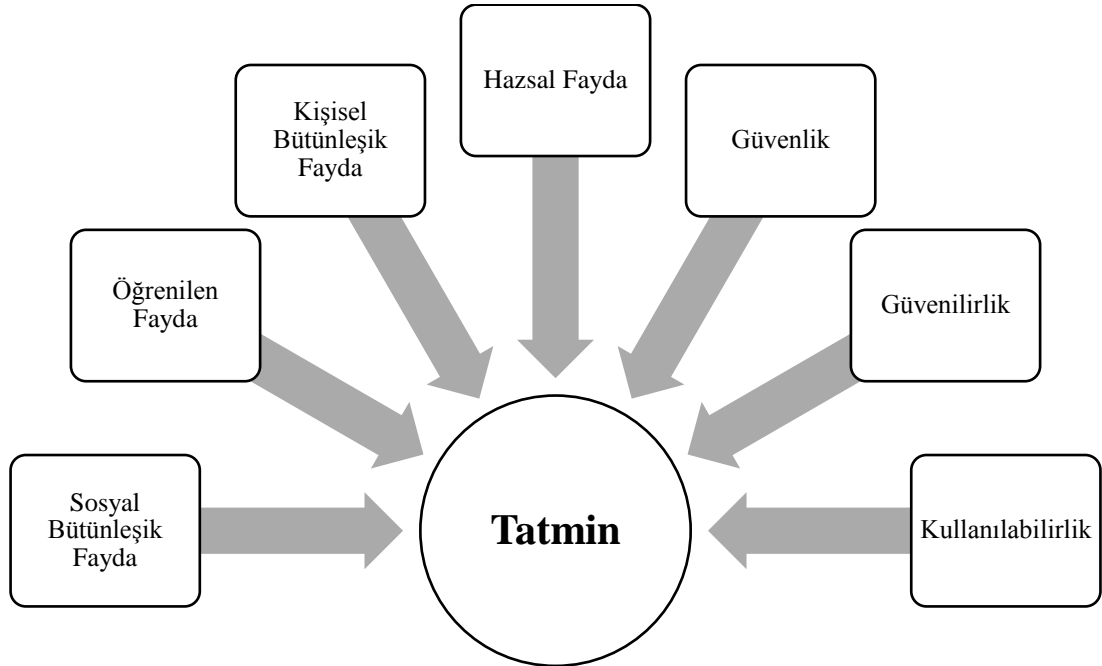 Hazsal Fayda
Kişisel
Bütünleşik
Fayda
Güvenlik
Öğrenilen
Fayda
Güvenilirlik
Sosyal
Bütünleşik
Fayda
Tatmin
Kullanılabilirlik